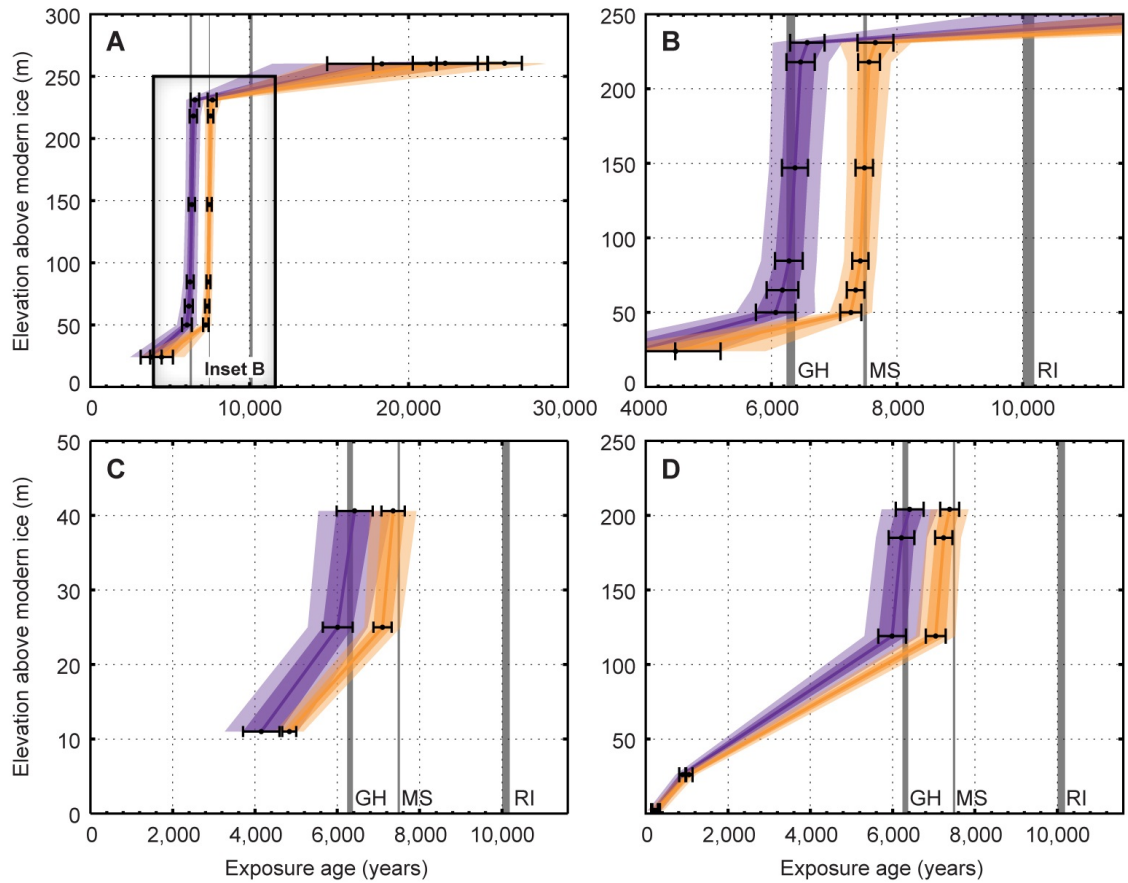 A
B
Elevation above modern ice (m)
300
250
200
150
100
50
0
Inset B
0
10,000
20,000
30,000
250
200
150
100
50
0
GH
MS
RI
4000
6,000
8,000
10,000
C
D
Elevation above modern ice (m)
50
40
30
20
10
0
GH
MS
RI
0
2,000
4,000
6,000
8,000
10,000
Exposure age (years)
250
200
150
100
50
GH
MS
RI
0
2,000
4,000
6,000
8,000
10,000
Exposure age (years)